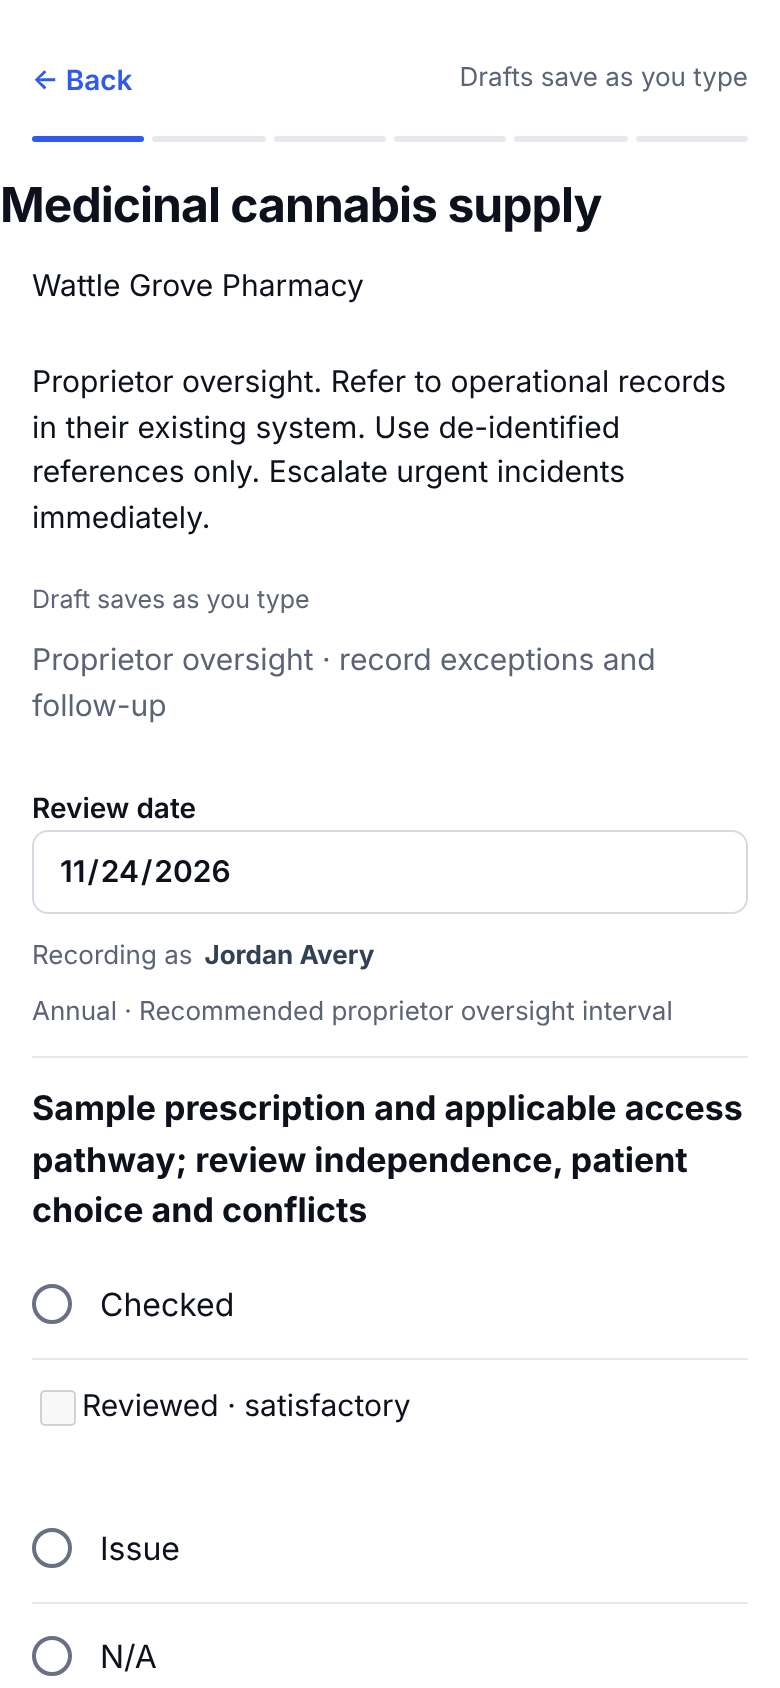 ← Back
Drafts save as you type
Medicinal cannabis supply
Wattle Grove Pharmacy
Proprietor oversight. Refer to operational records
in their existing system. Use de-identified
references only. Escalate urgent incidents
immediately.
Draft saves as you type
Proprietor oversight · record exceptions and
follow-up
Review date
11/24/2026
Recording as Jordan Avery
Annual · Recommended proprietor oversight interval
Sample prescription and applicable access
pathway; review independence, patient
choice and conflicts
Checked
Reviewed · satisfactory
Issue
N/A